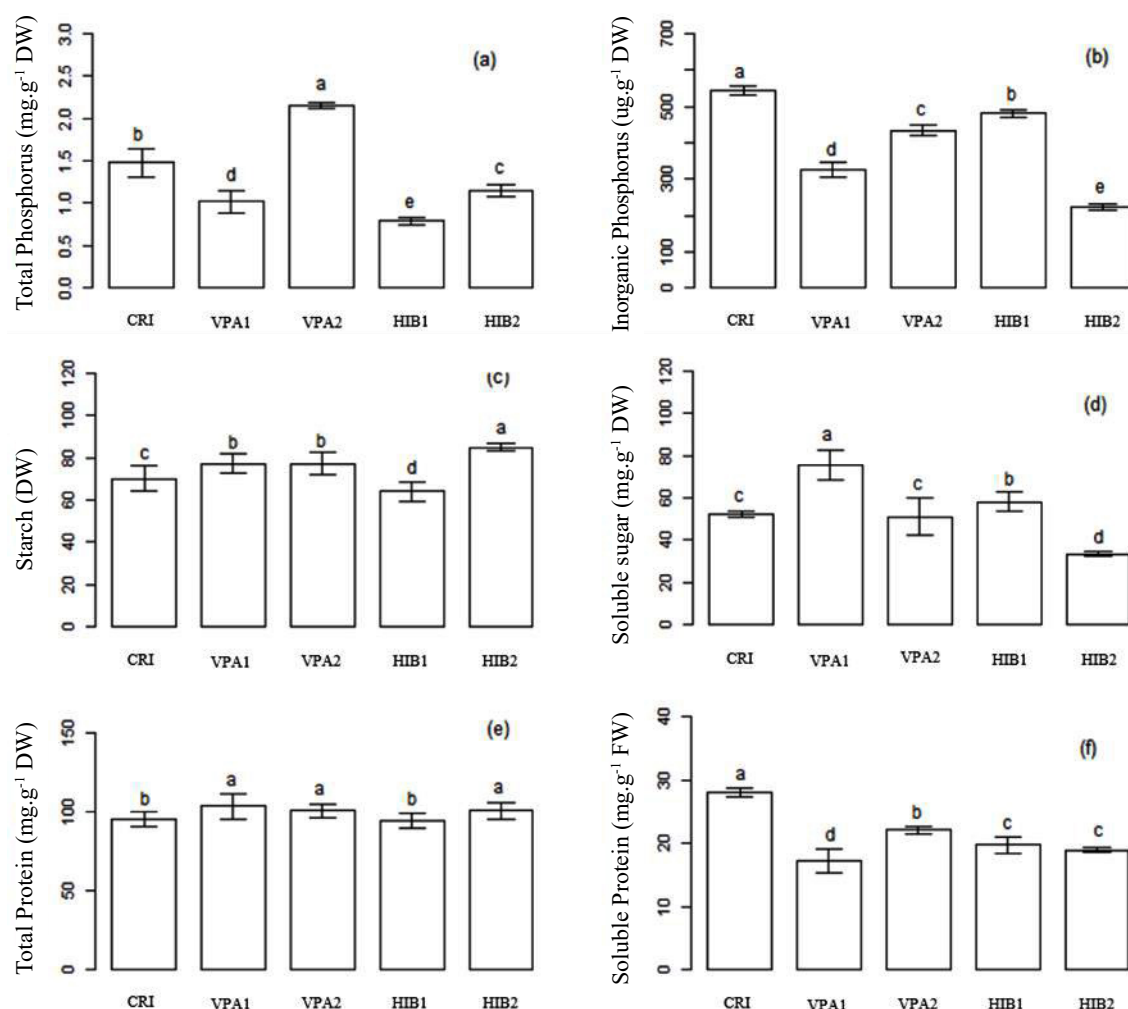 Total Phosphorus (mg.g⁻¹ DW)
3.0
2.5
2.0
1.5
1.0
0.5
0.0
(a)
b
d
a
e
c
CRI VPA1 VPA2 HIB1 HIB2
Inorganic Phosphorus (ug.g⁻¹ DW)
700
500
300
100
0
(b)
a
d
c
b
e
CRI VPA1 VPA2 HIB1 HIB2
Starch (DW)
120
100
80
60
40
20
0
(c)
c
b
b
d
a
CRI VPA1 VPA2 HIB1 HIB2
Soluble sugar (mg.g⁻¹ DW)
120
100
80
60
40
20
0
(d)
c
a
c
b
d
CRI VPA1 VPA2 HIB1 HIB2
Total Protein (mg.g⁻¹ DW)
150
100
50
0
(e)
b
a
a
b
a
CRI VPA1 VPA2 HIB1 HIB2
Soluble Protein (mg.g⁻¹ FW)
40
30
20
10
0
(f)
a
d
b
c
c
CRI VPA1 VPA2 HIB1 HIB2